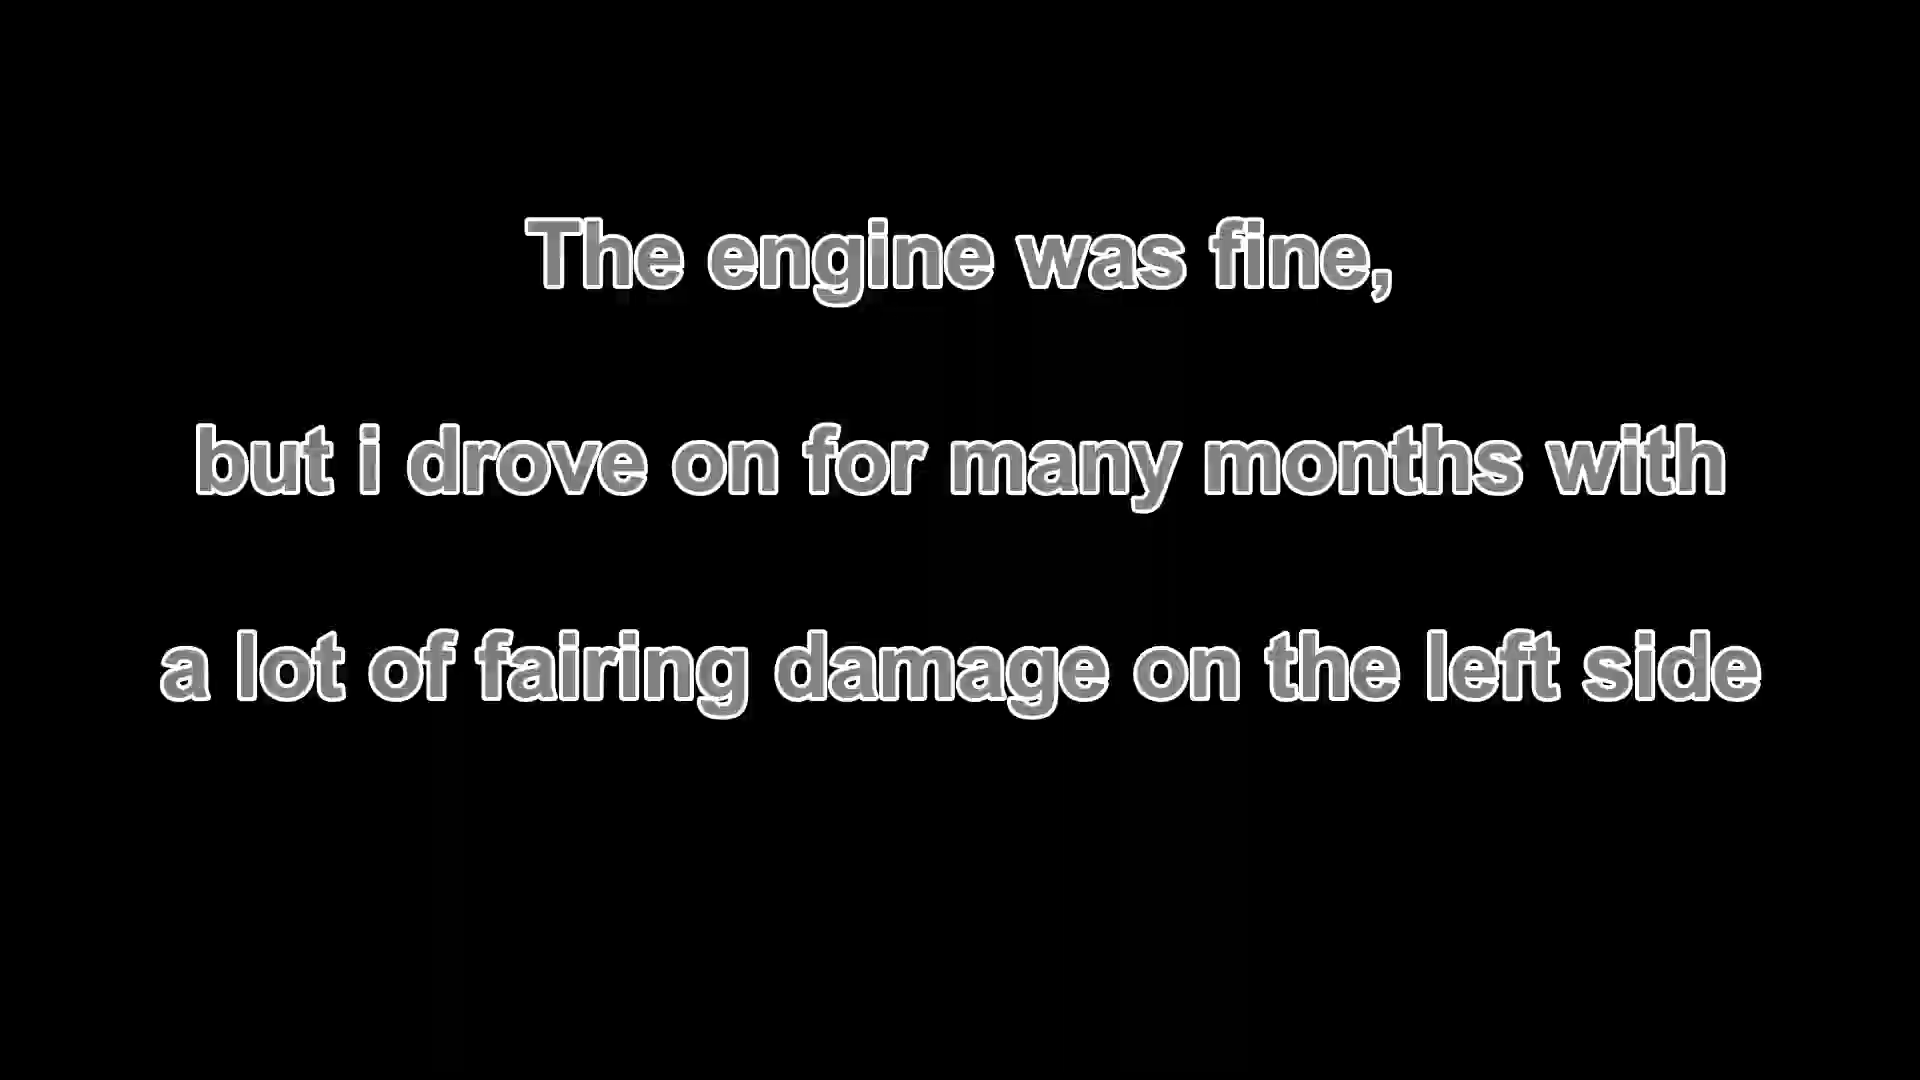 The engine was fine,
but i drove on for many months with
a lot of fairing damage on the left side